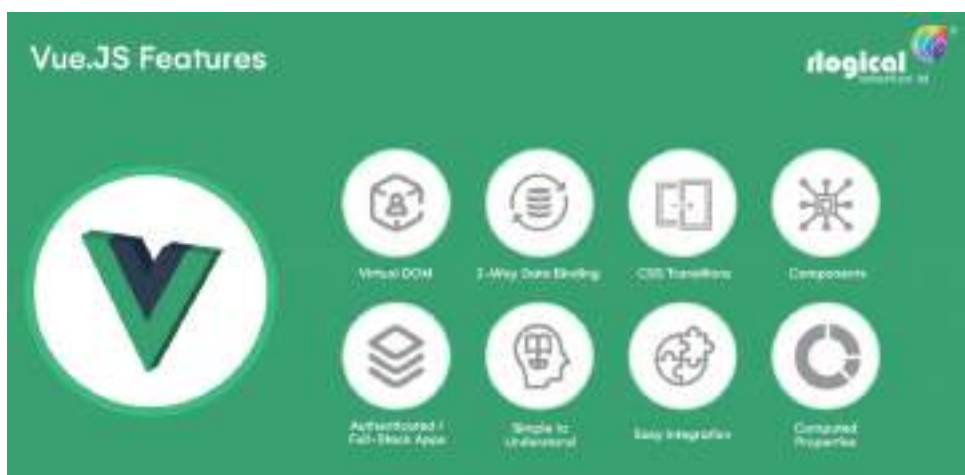 Vue.JS Features
rlogical
Virtual DOM
2-Way Data Binding
CSS Transitions
Components
Authenticated /
Full-Stack Apps
Simple to
Understand
Easy Integration
Computed
Properties